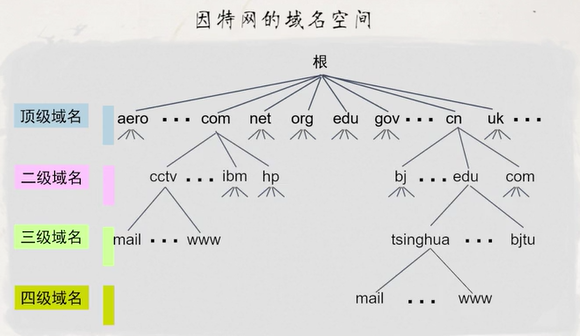 因特网的域名空间
根
顶级域名 aero ··· com net org edu gov ··· cn uk ···
二级域名 cctv ··· ibm hp bj ··· edu com
三级域名 mail ··· www tsinghua ··· bjtu
四级域名 mail ··· www